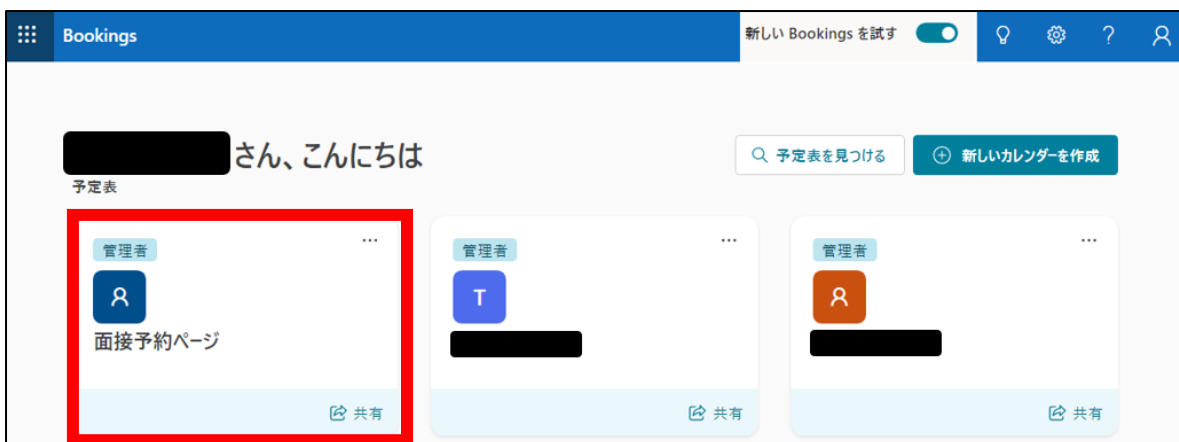 Bookings
新しい Bookings を試す
?
さん、こんにちは
予定表
予定表を見つける
新しいカレンダーを作成
管理者
...
面接予約ページ
共有
管理者
...
T
共有
管理者
...
共有